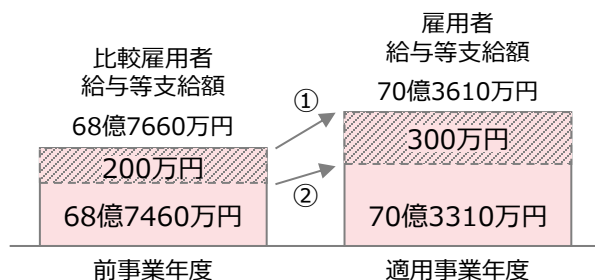 比較雇用者
給与等支給額
68億7660万円
200万円
68億7460万円
前事業年度
①
②
雇用者
給与等支給額
70億3610万円
300万円
70億3310万円
適用事業年度